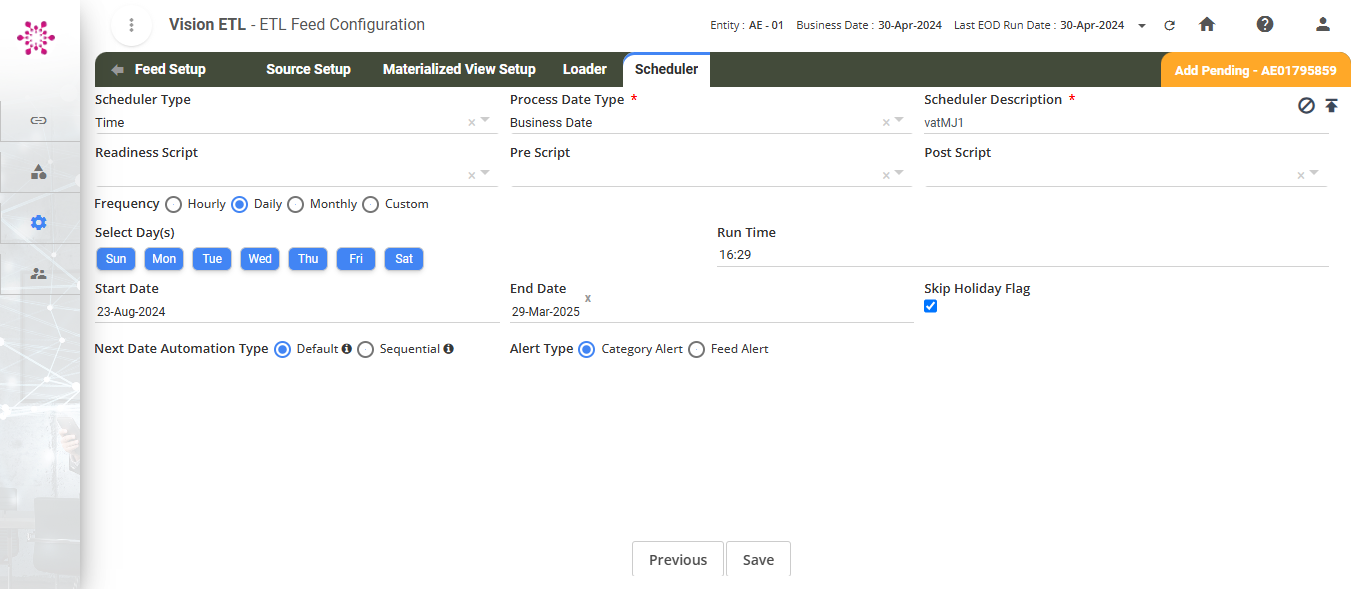 Vision ETL - ETL Feed Configuration
Entity : AE - 01 Business Date : 30-Apr-2024 Last EOD Run Date : 30-Apr-2024
Feed Setup Source Setup Materialized View Setup Loader Scheduler Add Pending - AE01795859
Scheduler Type Process Date Type * Scheduler Description *
Time × Business Date × vatMJ1
Readiness Script Pre Script Post Script
× × ×
Frequency Hourly Daily Monthly Custom
Select Day(s) Run Time
Sun Mon Tue Wed Thu Fri Sat 16:29
Start Date End Date x Skip Holiday Flag
23-Aug-2024 29-Mar-2025
Next Date Automation Type Default Sequential Alert Type Category Alert Feed Alert
Previous Save